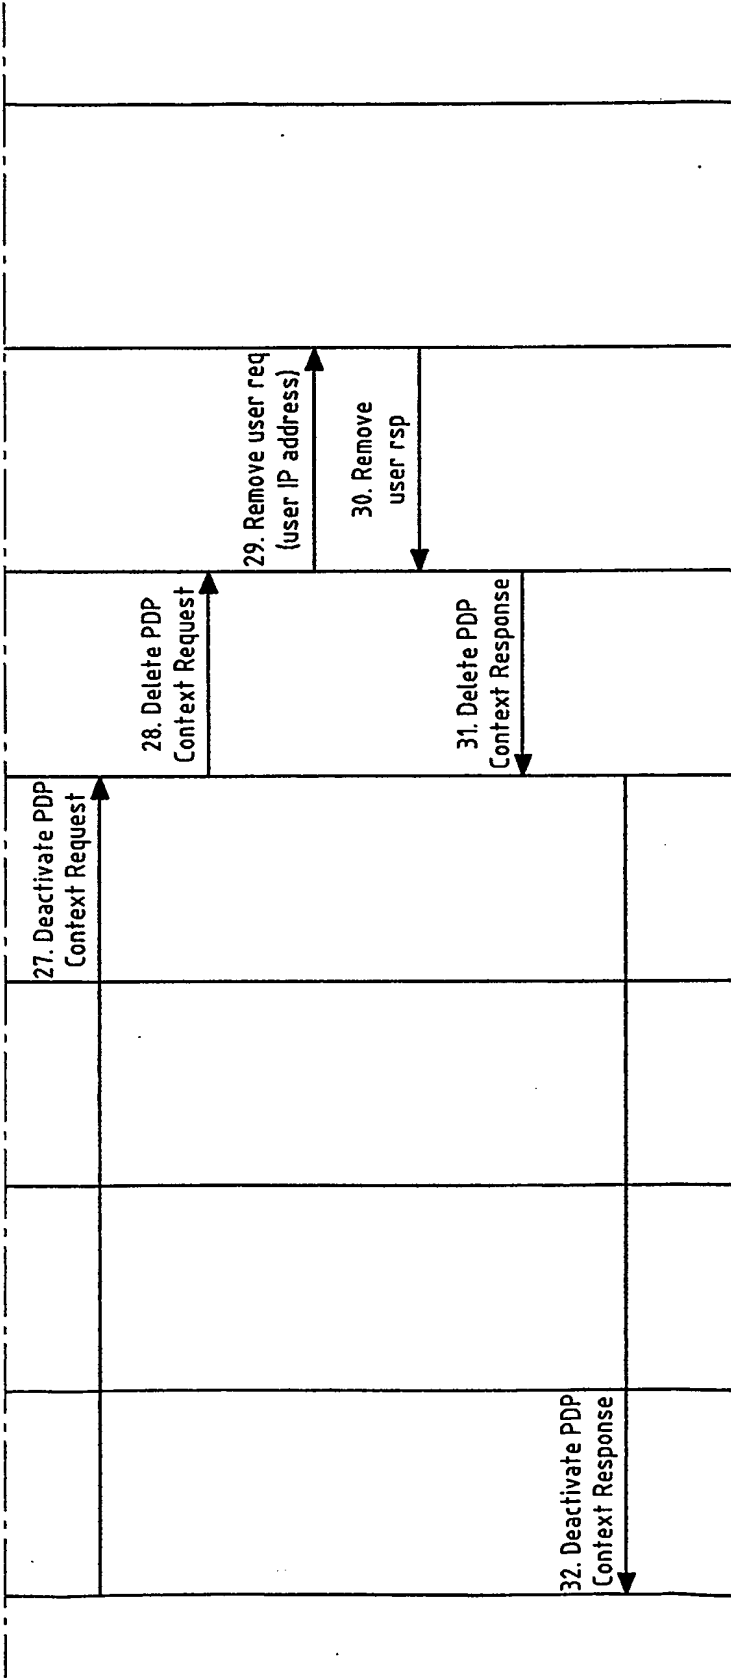 27. Deactivate PDP
Context Request
28. Delete PDP
Context Request
29. Remove user req
(user IP address)
30. Remove
user rsp
31. Delete PDP
Context Response
32. Deactivate PDP
Context Response